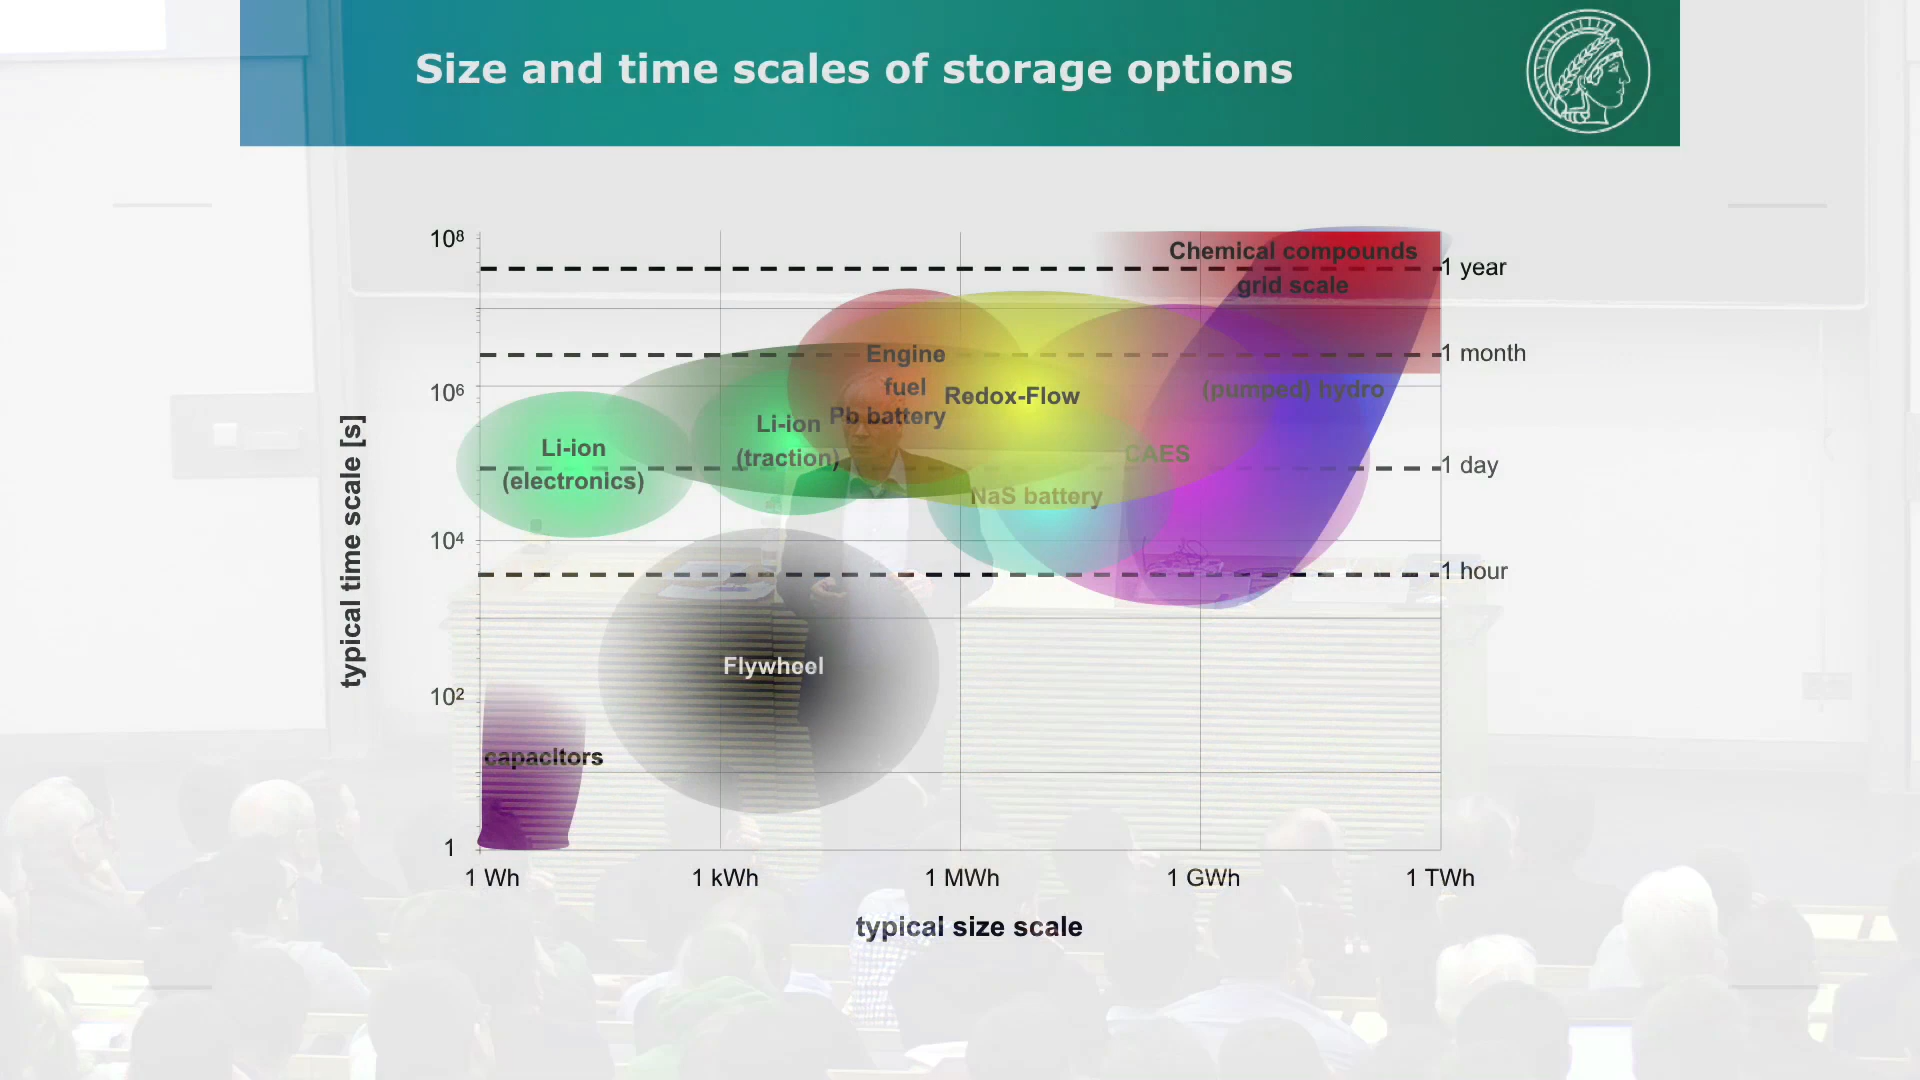 Size and time scales of storage options
10⁸
Chemical compounds
grid scale
1 year
Engine
fuel
1 month
10⁶
(pumped) hydro
Redox-Flow
Pb battery
Li-ion
(traction)
Li-ion
(electronics)
CAES
1 day
NaS battery
10⁴
1 hour
typical time scale [s]
Flywheel
10²
capacitors
1
1 Wh
1 kWh
1 MWh
1 GWh
1 TWh
typical size scale